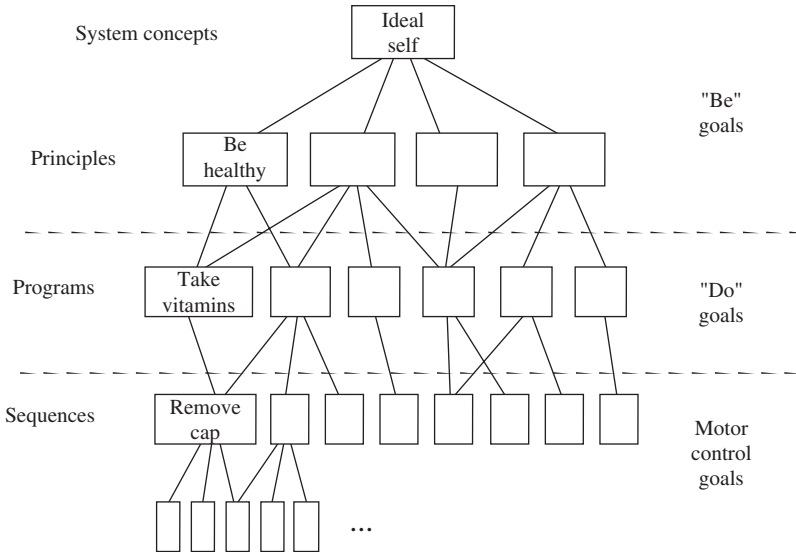 System concepts
Ideal
self
"Be"
goals
Principles
Be
healthy
Programs
Take
vitamins
"Do"
goals
Sequences
Remove
cap
Motor
control
goals
...